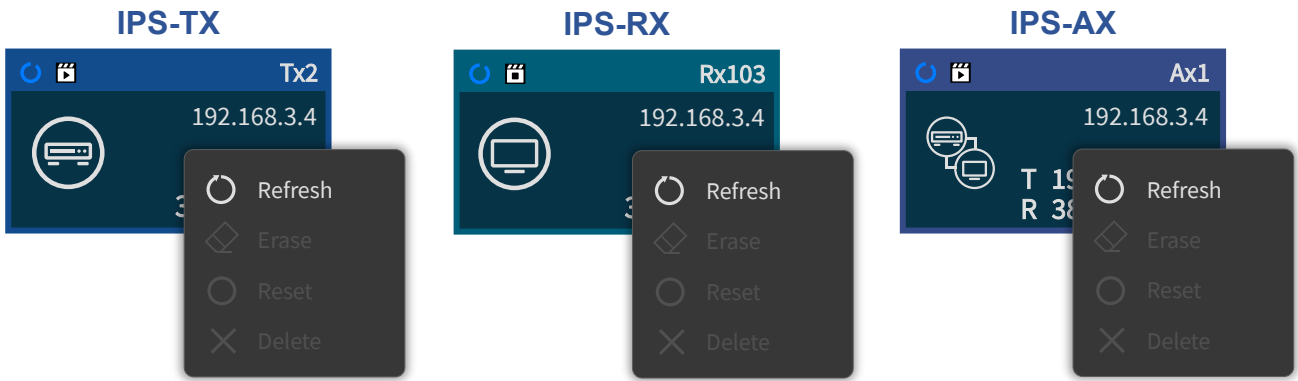 IPS-TX
Tx2
192.168.3.4
Refresh
Erase
Reset
Delete
IPS-RX
Rx103
192.168.3.4
Refresh
Erase
Reset
Delete
IPS-AX
Ax1
192.168.3.4
T
R
Refresh
Erase
Reset
Delete